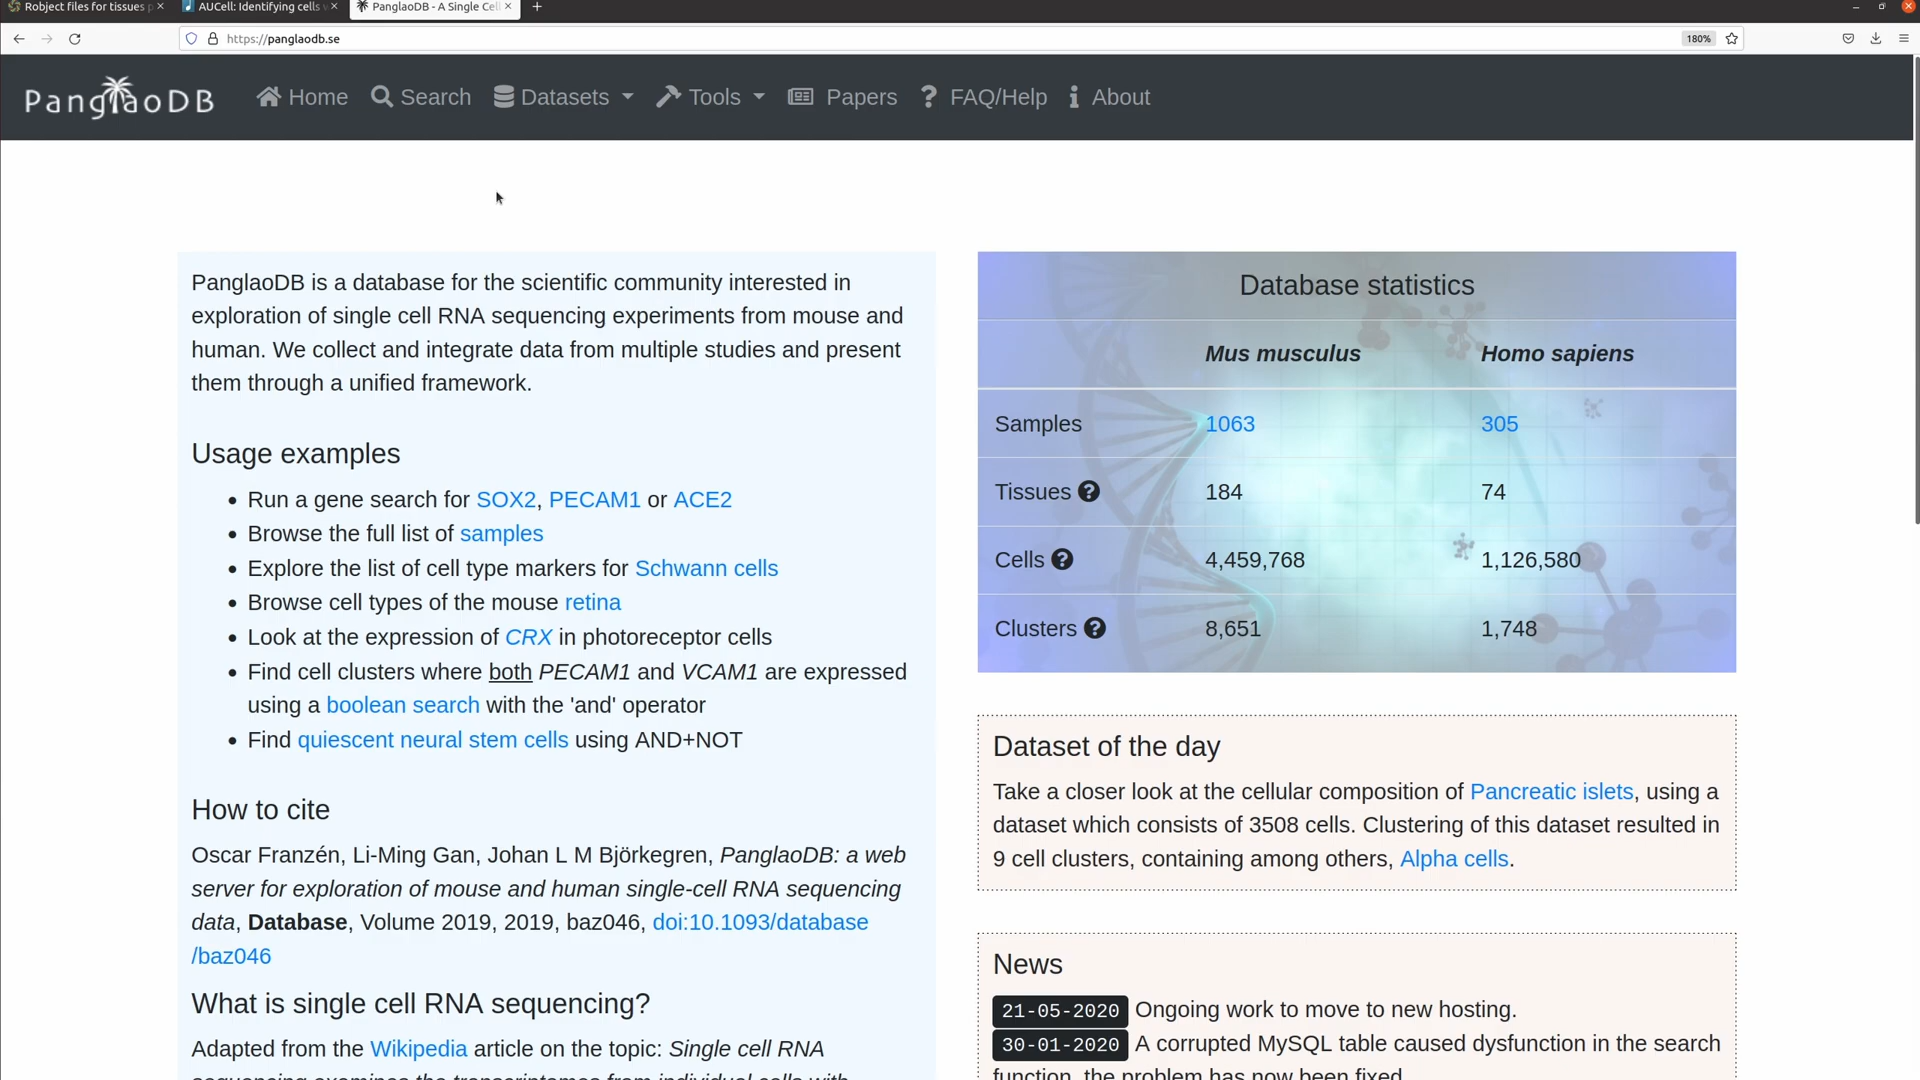 Robject files for tissues p
AUCell: Identifying cells
PanglaoDB - A Single Cell
https://panglaodb.se
180%
PanglaoDB
Home
Search
Datasets
Tools
Papers
FAQ/Help
About
PanglaoDB is a database for the scientific community interested in
exploration of single cell RNA sequencing experiments from mouse and
human. We collect and integrate data from multiple studies and present
them through a unified framework.
Usage examples
Run a gene search for SOX2, PECAM1 or ACE2
Browse the full list of samples
Explore the list of cell type markers for Schwann cells
Browse cell types of the mouse retina
Look at the expression of CRX in photoreceptor cells
Find cell clusters where both PECAM1 and VCAM1 are expressed
using a boolean search with the 'and' operator
Find quiescent neural stem cells using AND+NOT
How to cite
Oscar Franzén, Li-Ming Gan, Johan L M Björkegren, PanglaoDB: a web
server for exploration of mouse and human single-cell RNA sequencing
data, Database, Volume 2019, 2019, baz046, doi:10.1093/database
/baz046
What is single cell RNA sequencing?
Adapted from the Wikipedia article on the topic: Single cell RNA
sequencing examines the transcriptomes from individual cells with
Database statistics
Mus musculus Homo sapiens
Samples 1063 305
Tissues 184 74
Cells 4,459,768 1,126,580
Clusters 8,651 1,748
Dataset of the day
Take a closer look at the cellular composition of Pancreatic islets, using a
dataset which consists of 3508 cells. Clustering of this dataset resulted in
9 cell clusters, containing among others, Alpha cells.
News
21-05-2020 Ongoing work to move to new hosting.
30-01-2020 A corrupted MySQL table caused dysfunction in the search
function, the problem has now been fixed.